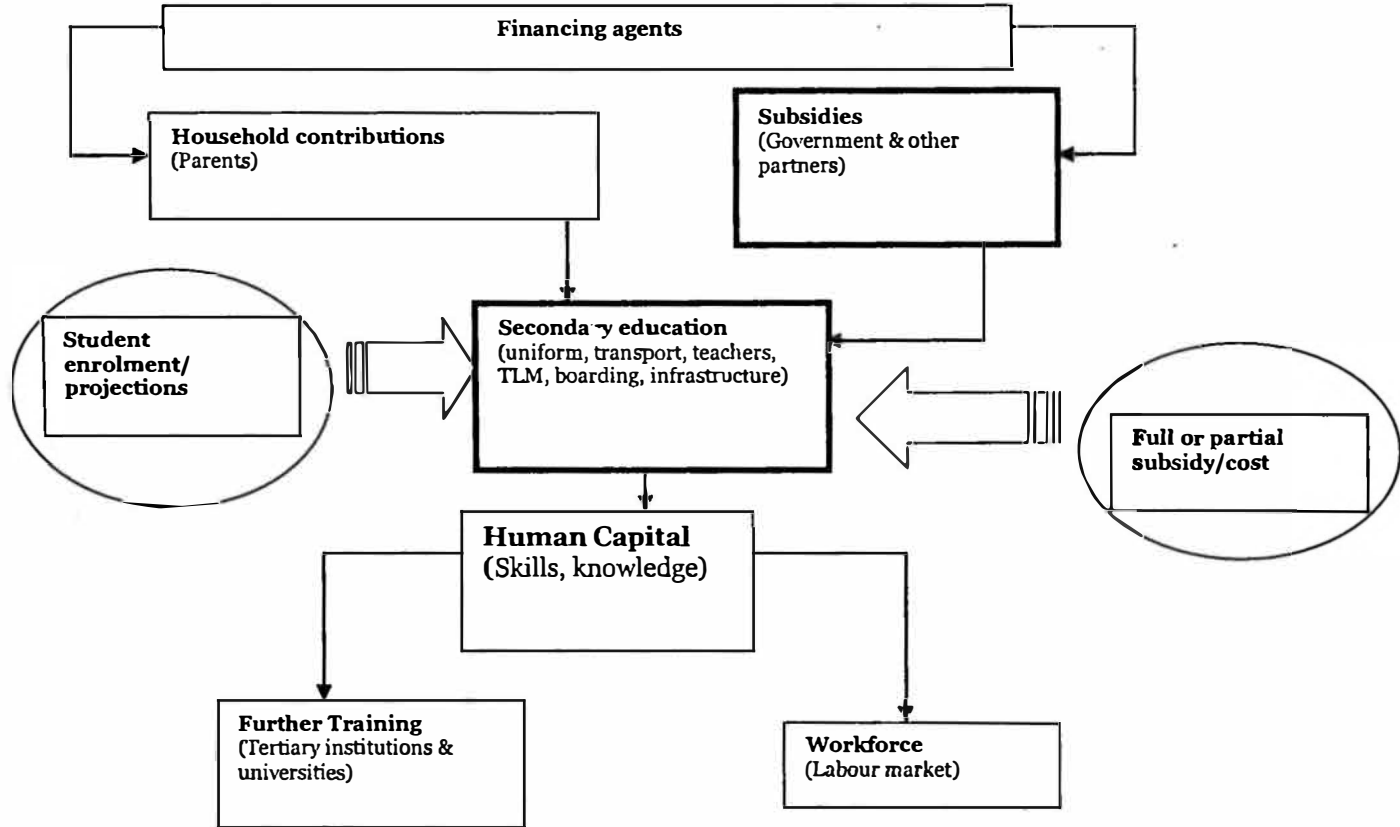 Financing agents
Household contributions
(Parents)
Subsidies
(Government & other
partners)
Student
enrolment/
projections
Secondary education
(uniform, transport, teachers,
TLM, boarding, infrastructure)
Full or partial
subsidy/cost
Human Capital
(Skills, knowledge)
Further Training
(Tertiary institutions &
universities)
Workforce
(Labour market)